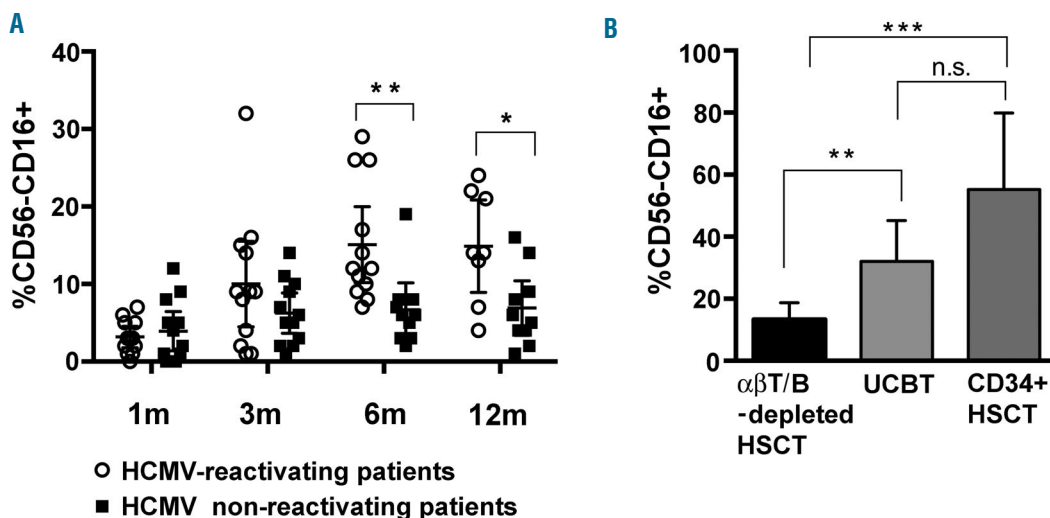 A
%CD56-CD16+
40
30
20
10
0
**
*
1m
3m
6m
12m
HCMV-reactivating patients
HCMV non-reactivating patients
B
%CD56-CD16+
100
80
60
40
20
0
***
n.s.
**
αβT/B
-depleted
HSCT
UCBT
CD34+
HSCT